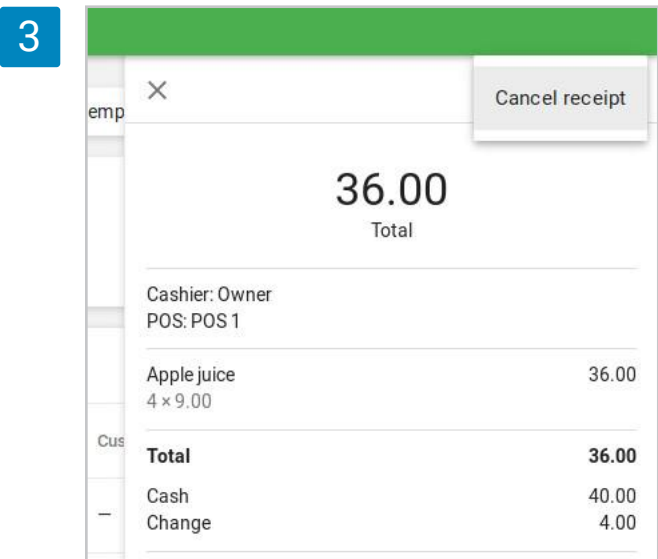 3
Cancel receipt
emp
36.00
Total
Cashier: Owner
POS: POS 1
Apple juice 36.00
4 × 9.00
Cus
Total 36.00
Cash 40.00
–
Change 4.00